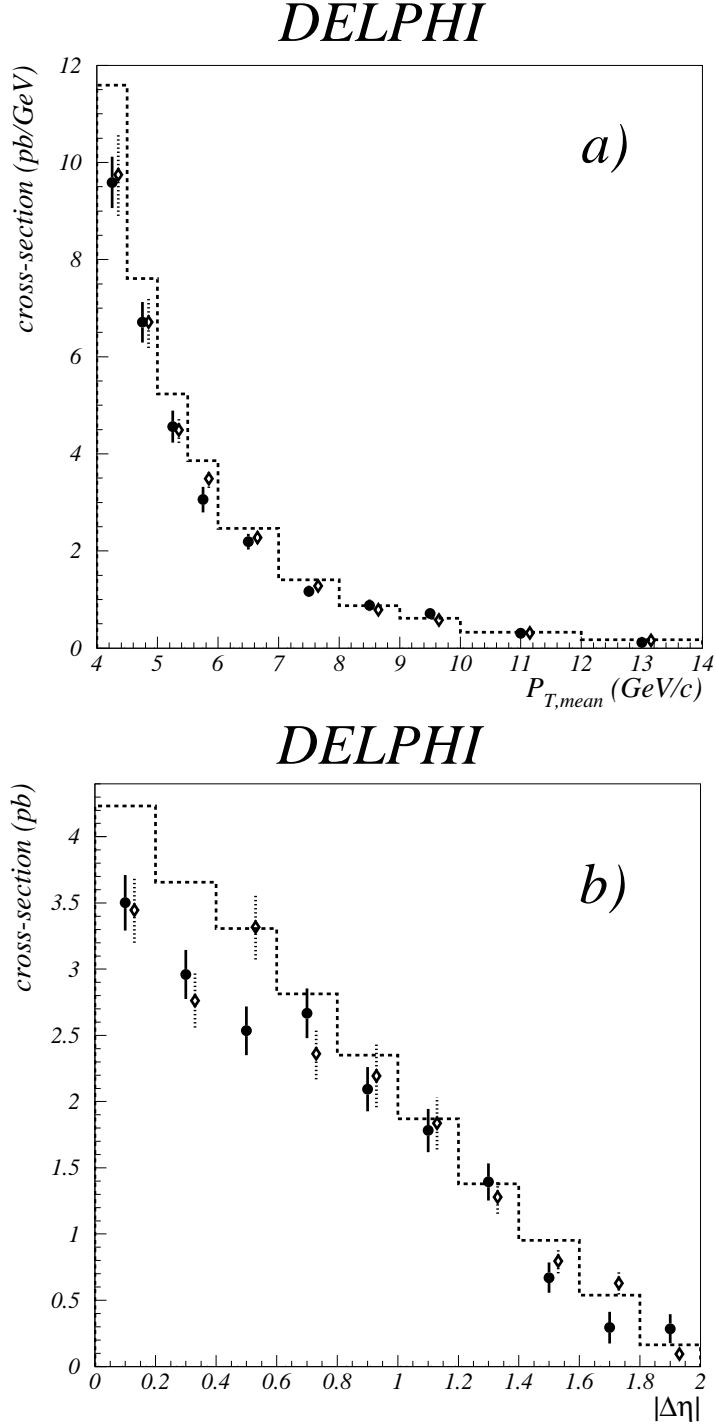 DELPHI
cross-section (pb/GeV)
a)
12
10
8
6
4
2
0
4 5 6 7 8 9 10 11 12 13 14
P_{T,mean} (GeV/c)
DELPHI
cross-section (pb)
b)
4
3.5
3
2.5
2
1.5
1
0.5
0
0 0.2 0.4 0.6 0.8 1 1.2 1.4 1.6 1.8 2
|Δη|